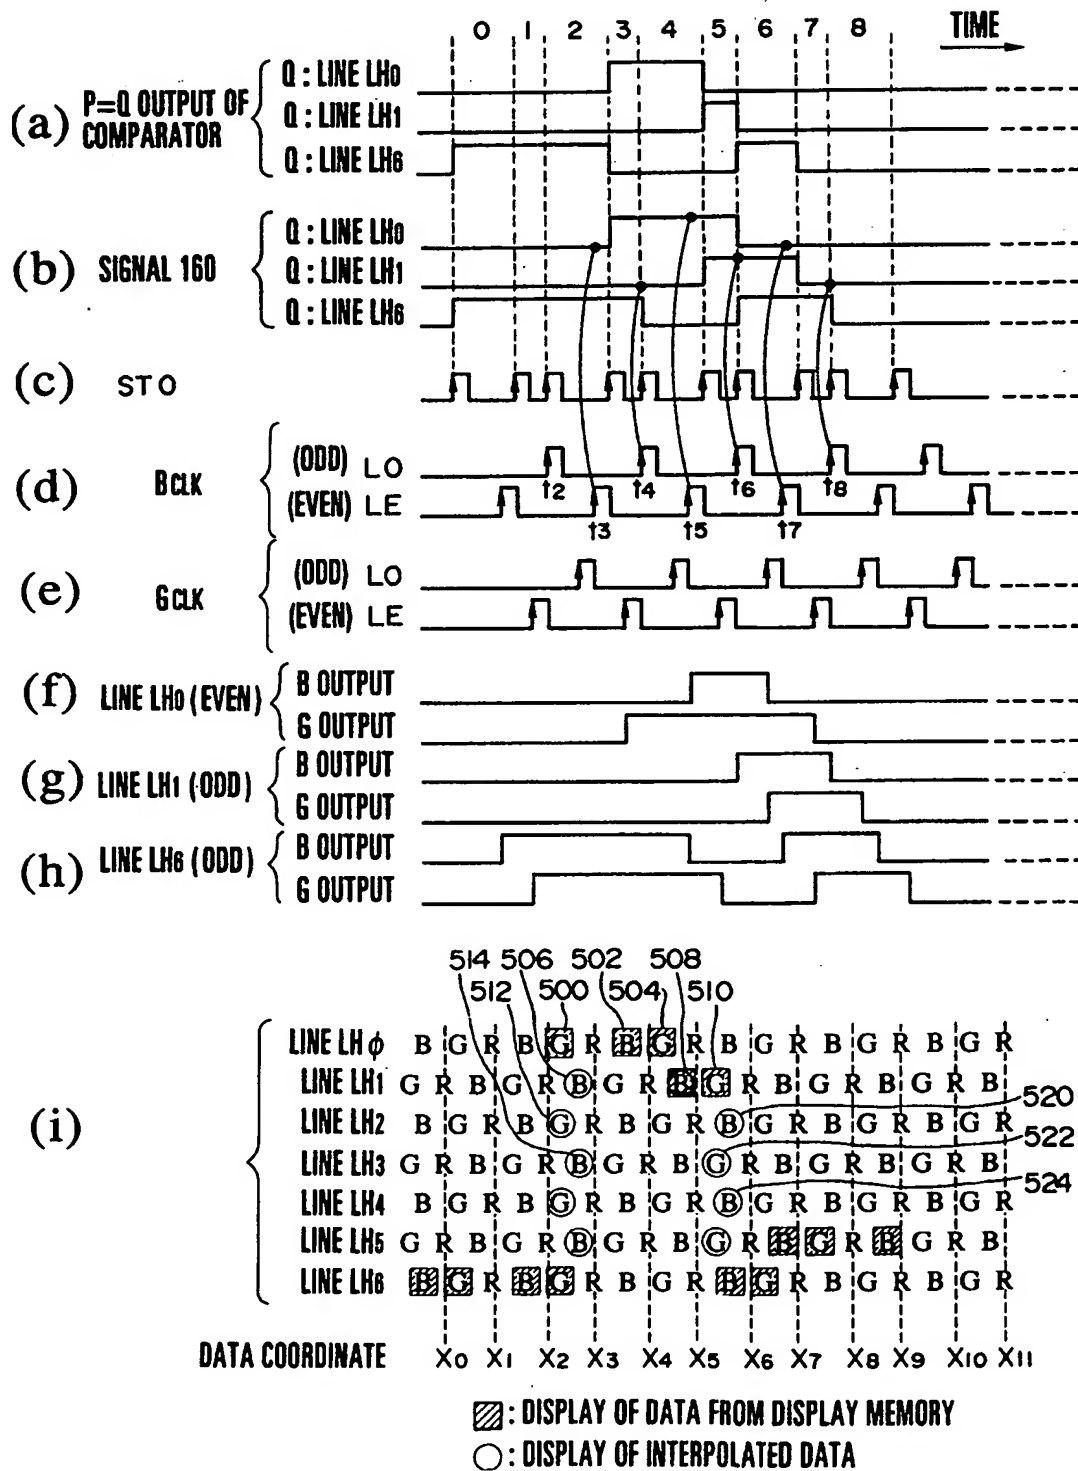 0 1 2 3 4 5 6 7 8 TIME
(a) P=Q OUTPUT OF COMPARATOR
Q : LINE LH0
Q : LINE LH1
Q : LINE LH6
(b) SIGNAL 160
Q : LINE LH0
Q : LINE LH1
Q : LINE LH6
(c) STO
(d) BCLK
(ODD) LO
t2 t4 t6 t8
(EVEN) LE
t3 t5 t7
(e) GCLK
(ODD) LO
(EVEN) LE
(f) LINE LH0 (EVEN)
B OUTPUT
G OUTPUT
(g) LINE LH1 (ODD)
B OUTPUT
G OUTPUT
(h) LINE LH6 (ODD)
B OUTPUT
G OUTPUT
514 506 502 508
512 500 504 510
(i)
LINE LHϕ B G R B G R B G R B G R B G R B G R
LINE LH1 G R B G R B G R B G R B G R B G R B
LINE LH2 B G R B G R B G R B G R B G R B G R
520
LINE LH3 G R B G R B G R B G R B G R B G R B
522
LINE LH4 B G R B G R B G R B G R B G R B G R
524
LINE LH5 G R B G R B G R B G R B G R B G R B
LINE LH6 B G R B G R B G R B G R B G R B G R
DATA COORDINATE X0 X1 X2 X3 X4 X5 X6 X7 X8 X9 X10 X11
: DISPLAY OF DATA FROM DISPLAY MEMORY
: DISPLAY OF INTERPOLATED DATA